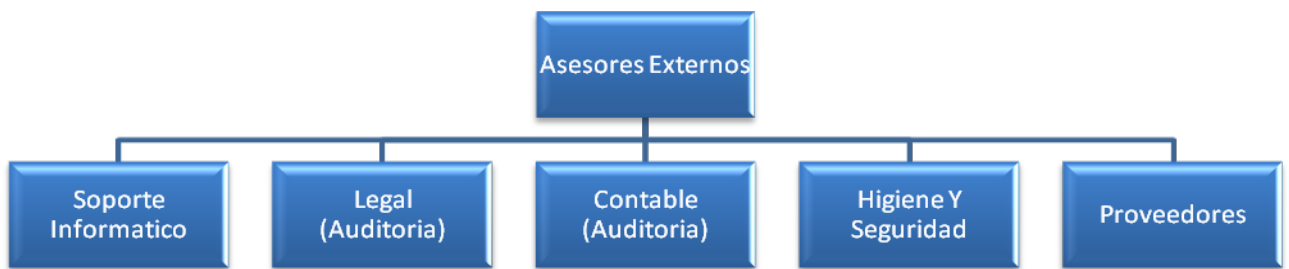 Asesores Externos
Soporte
Informatico
Legal
(Auditoria)
Contable
(Auditoria)
Higiene Y
Seguridad
Proveedores